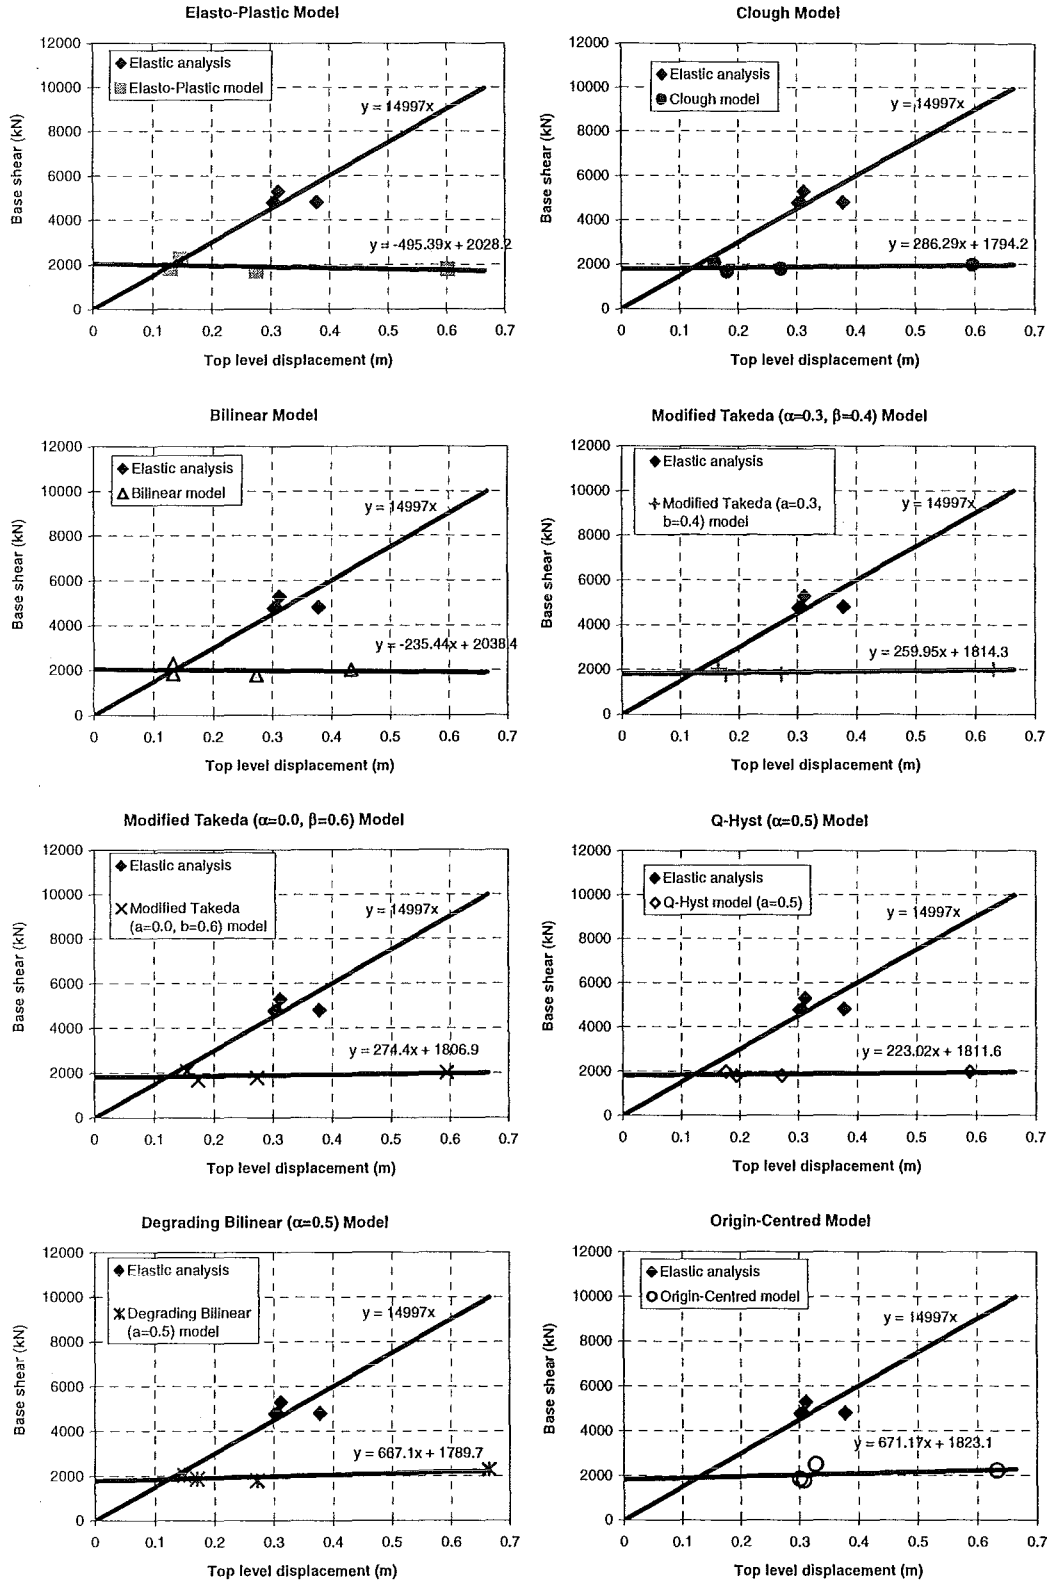 Elasto-Plastic Model
12000
10000
8000
6000
4000
2000
0
Base shear (kN)
Elastic analysis
Elasto-Plastic model
y = 14997x
y = -495.39x + 2028.2
0 0.1 0.2 0.3 0.4 0.5 0.6 0.7
Top level displacement (m)
Clough Model
12000
10000
8000
6000
4000
2000
0
Base shear (kN)
Elastic analysis
Clough model
y = 14997x
y = 286.29x + 1794.2
0 0.1 0.2 0.3 0.4 0.5 0.6 0.7
Top level displacement (m)
Bilinear Model
12000
10000
8000
6000
4000
2000
0
Base shear (kN)
Elastic analysis
Bilinear model
y = 14997x
y = -235.44x + 2038.4
0 0.1 0.2 0.3 0.4 0.5 0.6 0.7
Top level displacement (m)
Modified Takeda (α=0.3, β=0.4) Model
12000
10000
8000
6000
4000
2000
0
Base shear (kN)
Elastic analysis
Modified Takeda (a=0.3,
b=0.4) model
y = 14997x
y = 259.95x + 1814.3
0 0.1 0.2 0.3 0.4 0.5 0.6 0.7
Top level displacement (m)
Modified Takeda (α=0.0, β=0.6) Model
12000
10000
8000
6000
4000
2000
0
Base shear (kN)
Elastic analysis
Modified Takeda
(a=0.0, b=0.6) model
y = 14997x
y = 274.4x + 1806.9
0 0.1 0.2 0.3 0.4 0.5 0.6 0.7
Top level displacement (m)
Q-Hyst (α=0.5) Model
12000
10000
8000
6000
4000
2000
0
Base shear (kN)
Elastic analysis
Q-Hyst model (a=0.5)
y = 14997x
y = 223.02x + 1811.6
0 0.1 0.2 0.3 0.4 0.5 0.6 0.7
Top level displacement (m)
Degrading Bilinear (α=0.5) Model
12000
10000
8000
6000
4000
2000
0
Base shear (kN)
Elastic analysis
Degrading Bilinear
(a=0.5) model
y = 14997x
y = 667.1x + 1789.7
0 0.1 0.2 0.3 0.4 0.5 0.6 0.7
Top level displacement (m)
Origin-Centred Model
12000
10000
8000
6000
4000
2000
0
Base shear (kN)
Elastic analysis
Origin-Centred model
y = 14997x
y = 671.17x + 1823.1
0 0.1 0.2 0.3 0.4 0.5 0.6 0.7
Top level displacement (m)